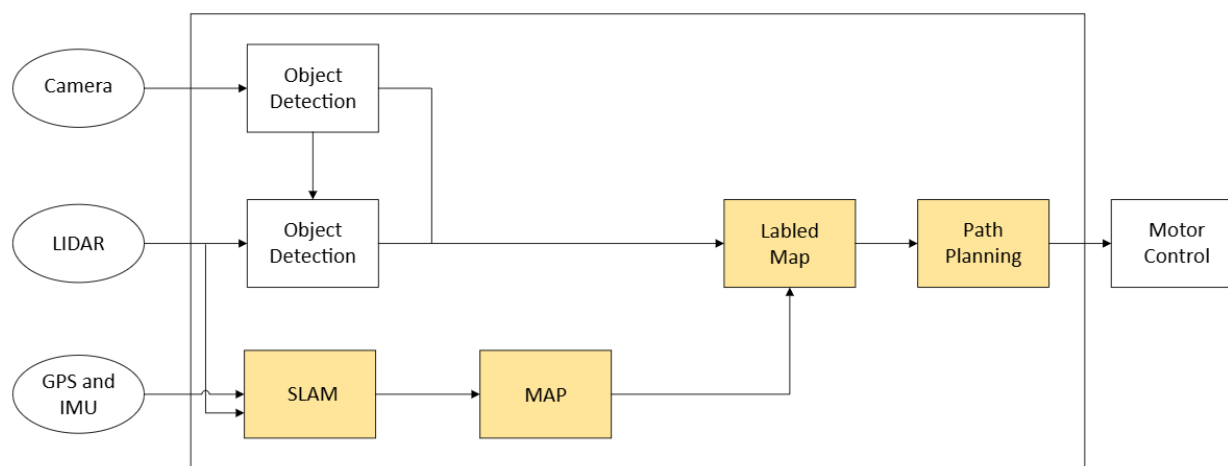 Camera
Object
Detection
LIDAR
Object
Detection
Labled
Map
Path
Planning
Motor
Control
GPS and
IMU
SLAM
MAP